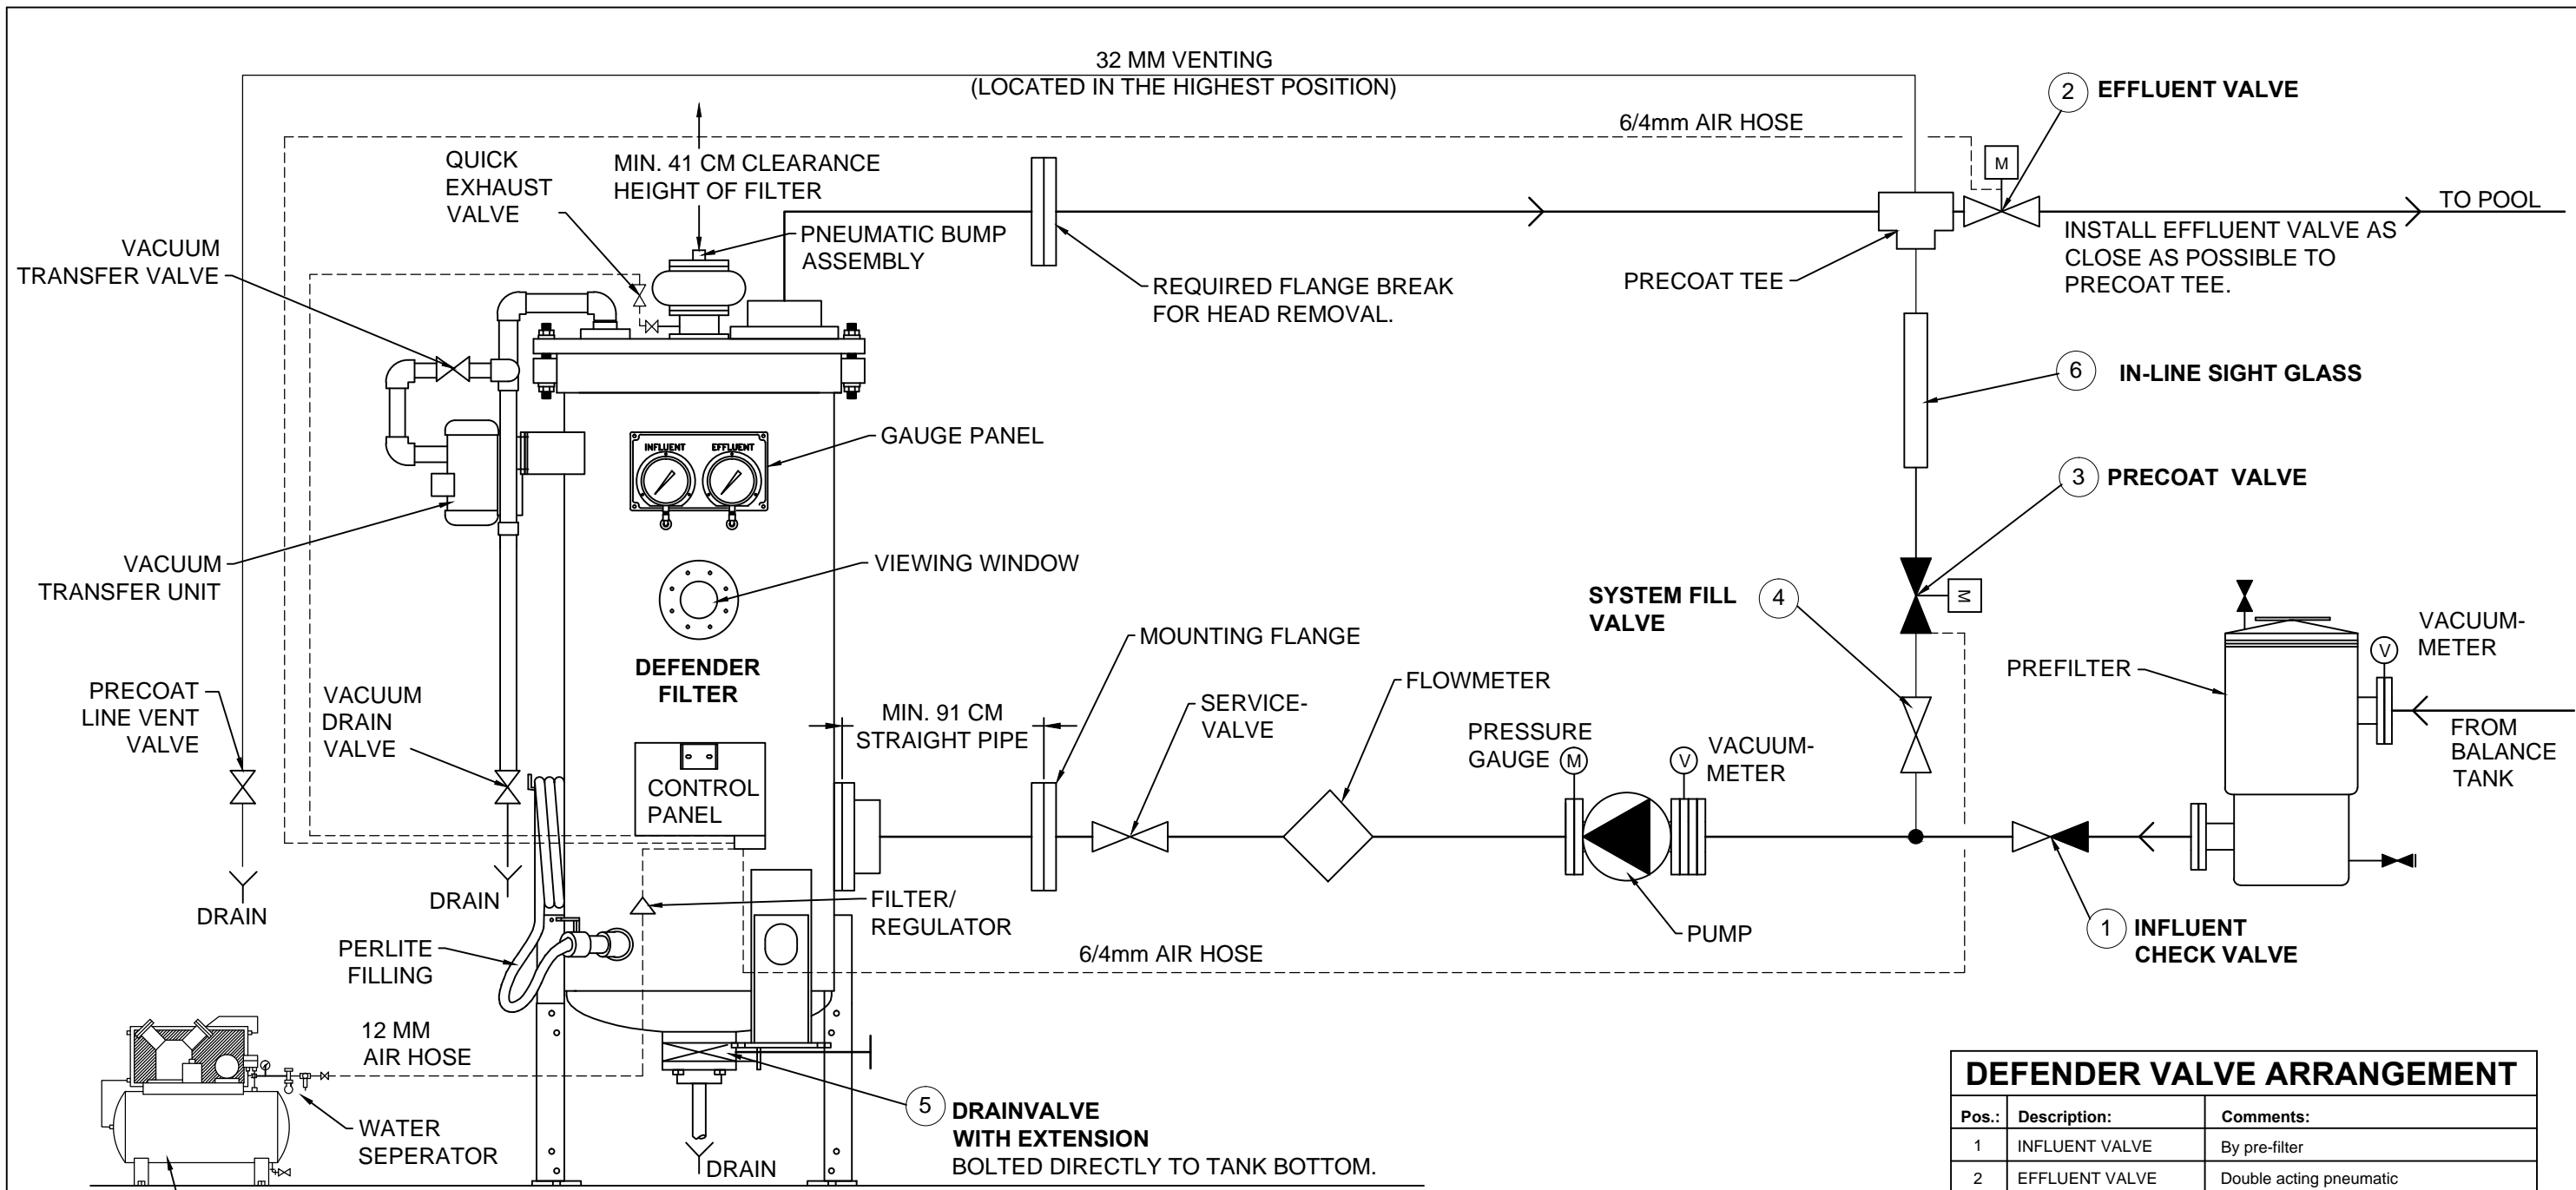 32 MM VENTING
(LOCATED IN THE HIGHEST POSITION)
2 EFFLUENT VALVE
6/4mm AIR HOSE
M
QUICK
EXHAUST
VALVE
MIN. 41 CM CLEARANCE
HEIGHT OF FILTER
TO POOL
VACUUM
TRANSFER VALVE
PNEUMATIC BUMP
ASSEMBLY
INSTALL EFFLUENT VALVE AS
CLOSE AS POSSIBLE TO
PRECOAT TEE.
REQUIRED FLANGE BREAK
FOR HEAD REMOVAL.
PRECOAT TEE
6 IN-LINE SIGHT GLASS
GAUGE PANEL
INFLUENT
EFFLUENT
3 PRECOAT VALVE
VACUUM
TRANSFER UNIT
VIEWING WINDOW
SYSTEM FILL
VALVE
4
M
MOUNTING FLANGE
VACUUM-
METER
V
PREFILTER
DEFENDER
FILTER
PRECOAT
LINE VENT
VALVE
VACUUM
DRAIN
VALVE
MIN. 91 CM
STRAIGHT PIPE
SERVICE-
VALVE
FLOWMETER
PRESSURE
GAUGE
M
V
VACUUM-
METER
FROM
BALANCE
TANK
CONTROL
PANEL
DRAIN
DRAIN
FILTER/
REGULATOR
PERLITE
FILLING
PUMP
1 INFLUENT
CHECK VALVE
6/4mm AIR HOSE
12 MM
AIR HOSE
WATER
SEPERATOR
5 DRAINVALVE
WITH EXTENSION
BOLTED DIRECTLY TO TANK BOTTOM.
DRAIN
DEFENDER VALVE ARRANGEMENT
Pos.: Description: Comments:
1 INFLUENT VALVE By pre-filter
2 EFFLUENT VALVE Double acting pneumatic